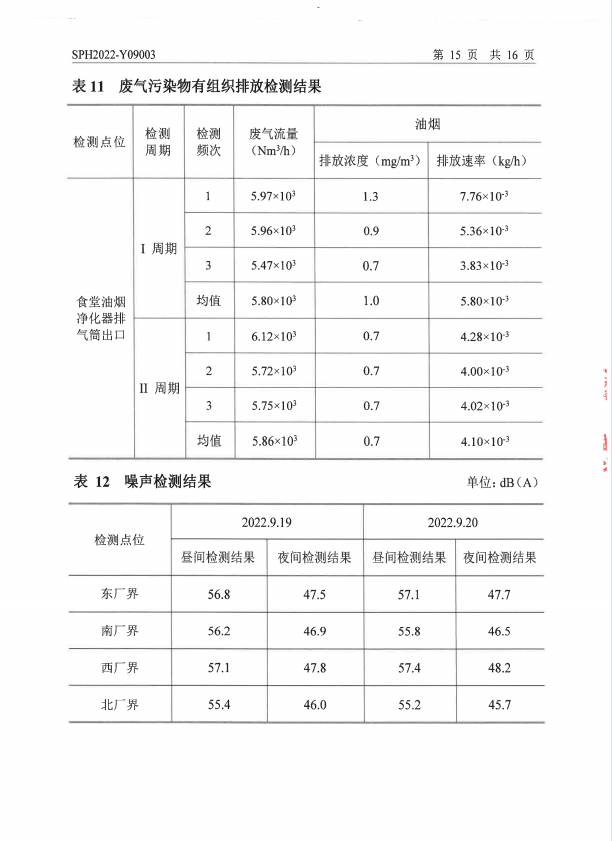 SPH2022-Y09003 第 15 页 共 16 页
表 11 废气污染物有组织排放检测结果
检测点位 检测周期 检测频次 废气流量（Nm³/h） 油烟
排放浓度（mg/m³） 排放速率（kg/h）
食堂油烟净化器排气筒出口 I 周期 1 5.97×10³ 1.3 7.76×10⁻³
2 5.96×10³ 0.9 5.36×10⁻³
3 5.47×10³ 0.7 3.83×10⁻³
均值 5.80×10³ 1.0 5.80×10⁻³
II 周期 1 6.12×10³ 0.7 4.28×10⁻³
2 5.72×10³ 0.7 4.00×10⁻³
3 5.75×10³ 0.7 4.02×10⁻³
均值 5.86×10³ 0.7 4.10×10⁻³
表 12 噪声检测结果 单位：dB（A）
检测点位 2022.9.19 2022.9.20
昼间检测结果 夜间检测结果 昼间检测结果 夜间检测结果
东厂界 56.8 47.5 57.1 47.7
南厂界 56.2 46.9 55.8 46.5
西厂界 57.1 47.8 57.4 48.2
北厂界 55.4 46.0 55.2 45.7